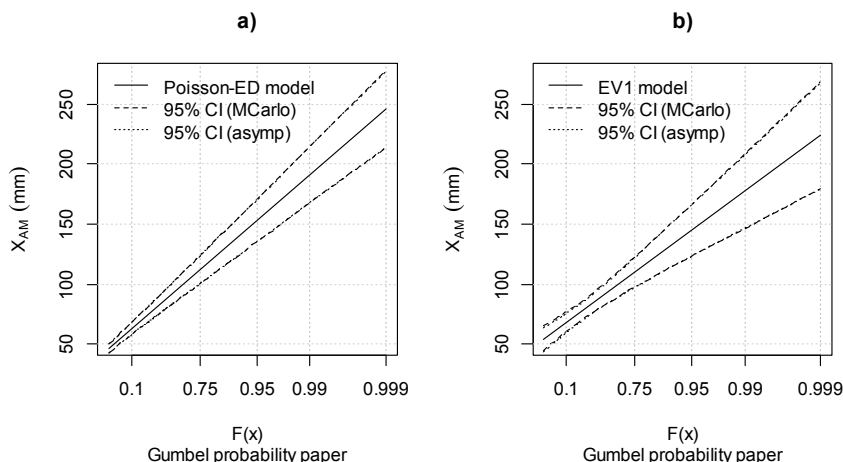 a)
Poisson-ED model
95% CI (MCarlo)
95% CI (asymp)
X_AM (mm)
250
200
150
100
50
0.1 0.75 0.95 0.99 0.999
F(x)
Gumbel probability paper
b)
EV1 model
95% CI (MCarlo)
95% CI (asymp)
X_AM (mm)
250
200
150
100
50
0.1 0.75 0.95 0.99 0.999
F(x)
Gumbel probability paper